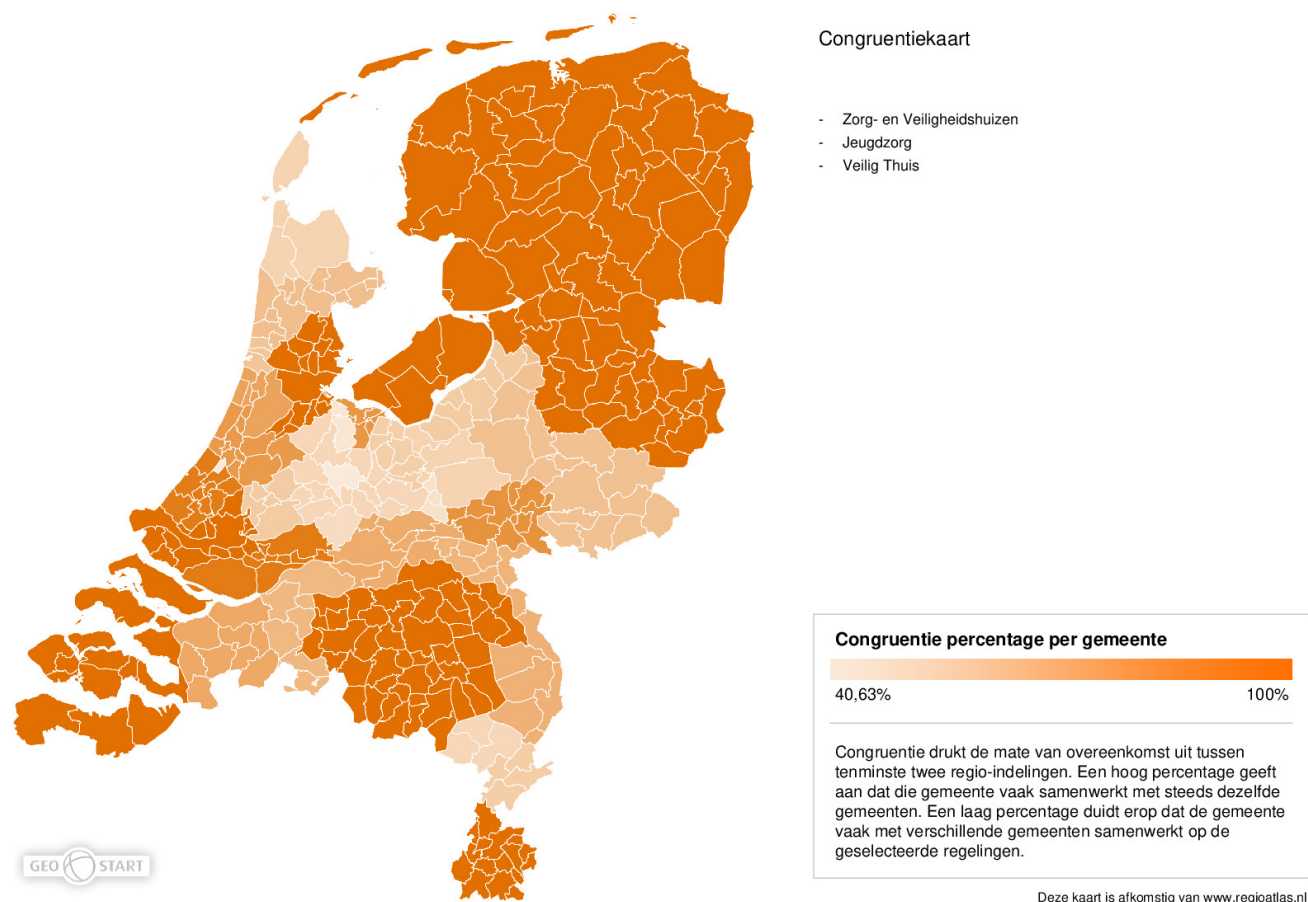 Congruentiekaart
- Zorg- en Veiligheidshuizen
- Jeugdzorg
- Veilig Thuis
Congruentie percentage per gemeente
40,63% 100%
Congruentie drukt de mate van overeenkomst uit tussen
tenminste twee regio-indelingen. Een hoog percentage geeft
aan dat die gemeente vaak samenwerkt met steeds dezelfde
gemeenten. Een laag percentage duidt erop dat de gemeente
vaak met verschillende gemeenten samenwerkt op de
geselecteerde regelingen.
GEO START
Deze kaart is afkomstig van www.regioatlas.nl